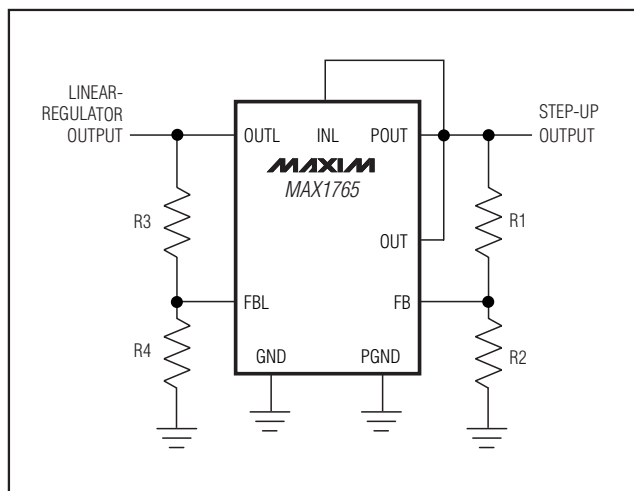 LINEAR-
REGULATOR
OUTPUT
STEP-UP
OUTPUT
OUTL
INL
POUT
MAXIM
MAX1765
R3
R1
OUT
FBL
FB
R4
R2
GND
PGND